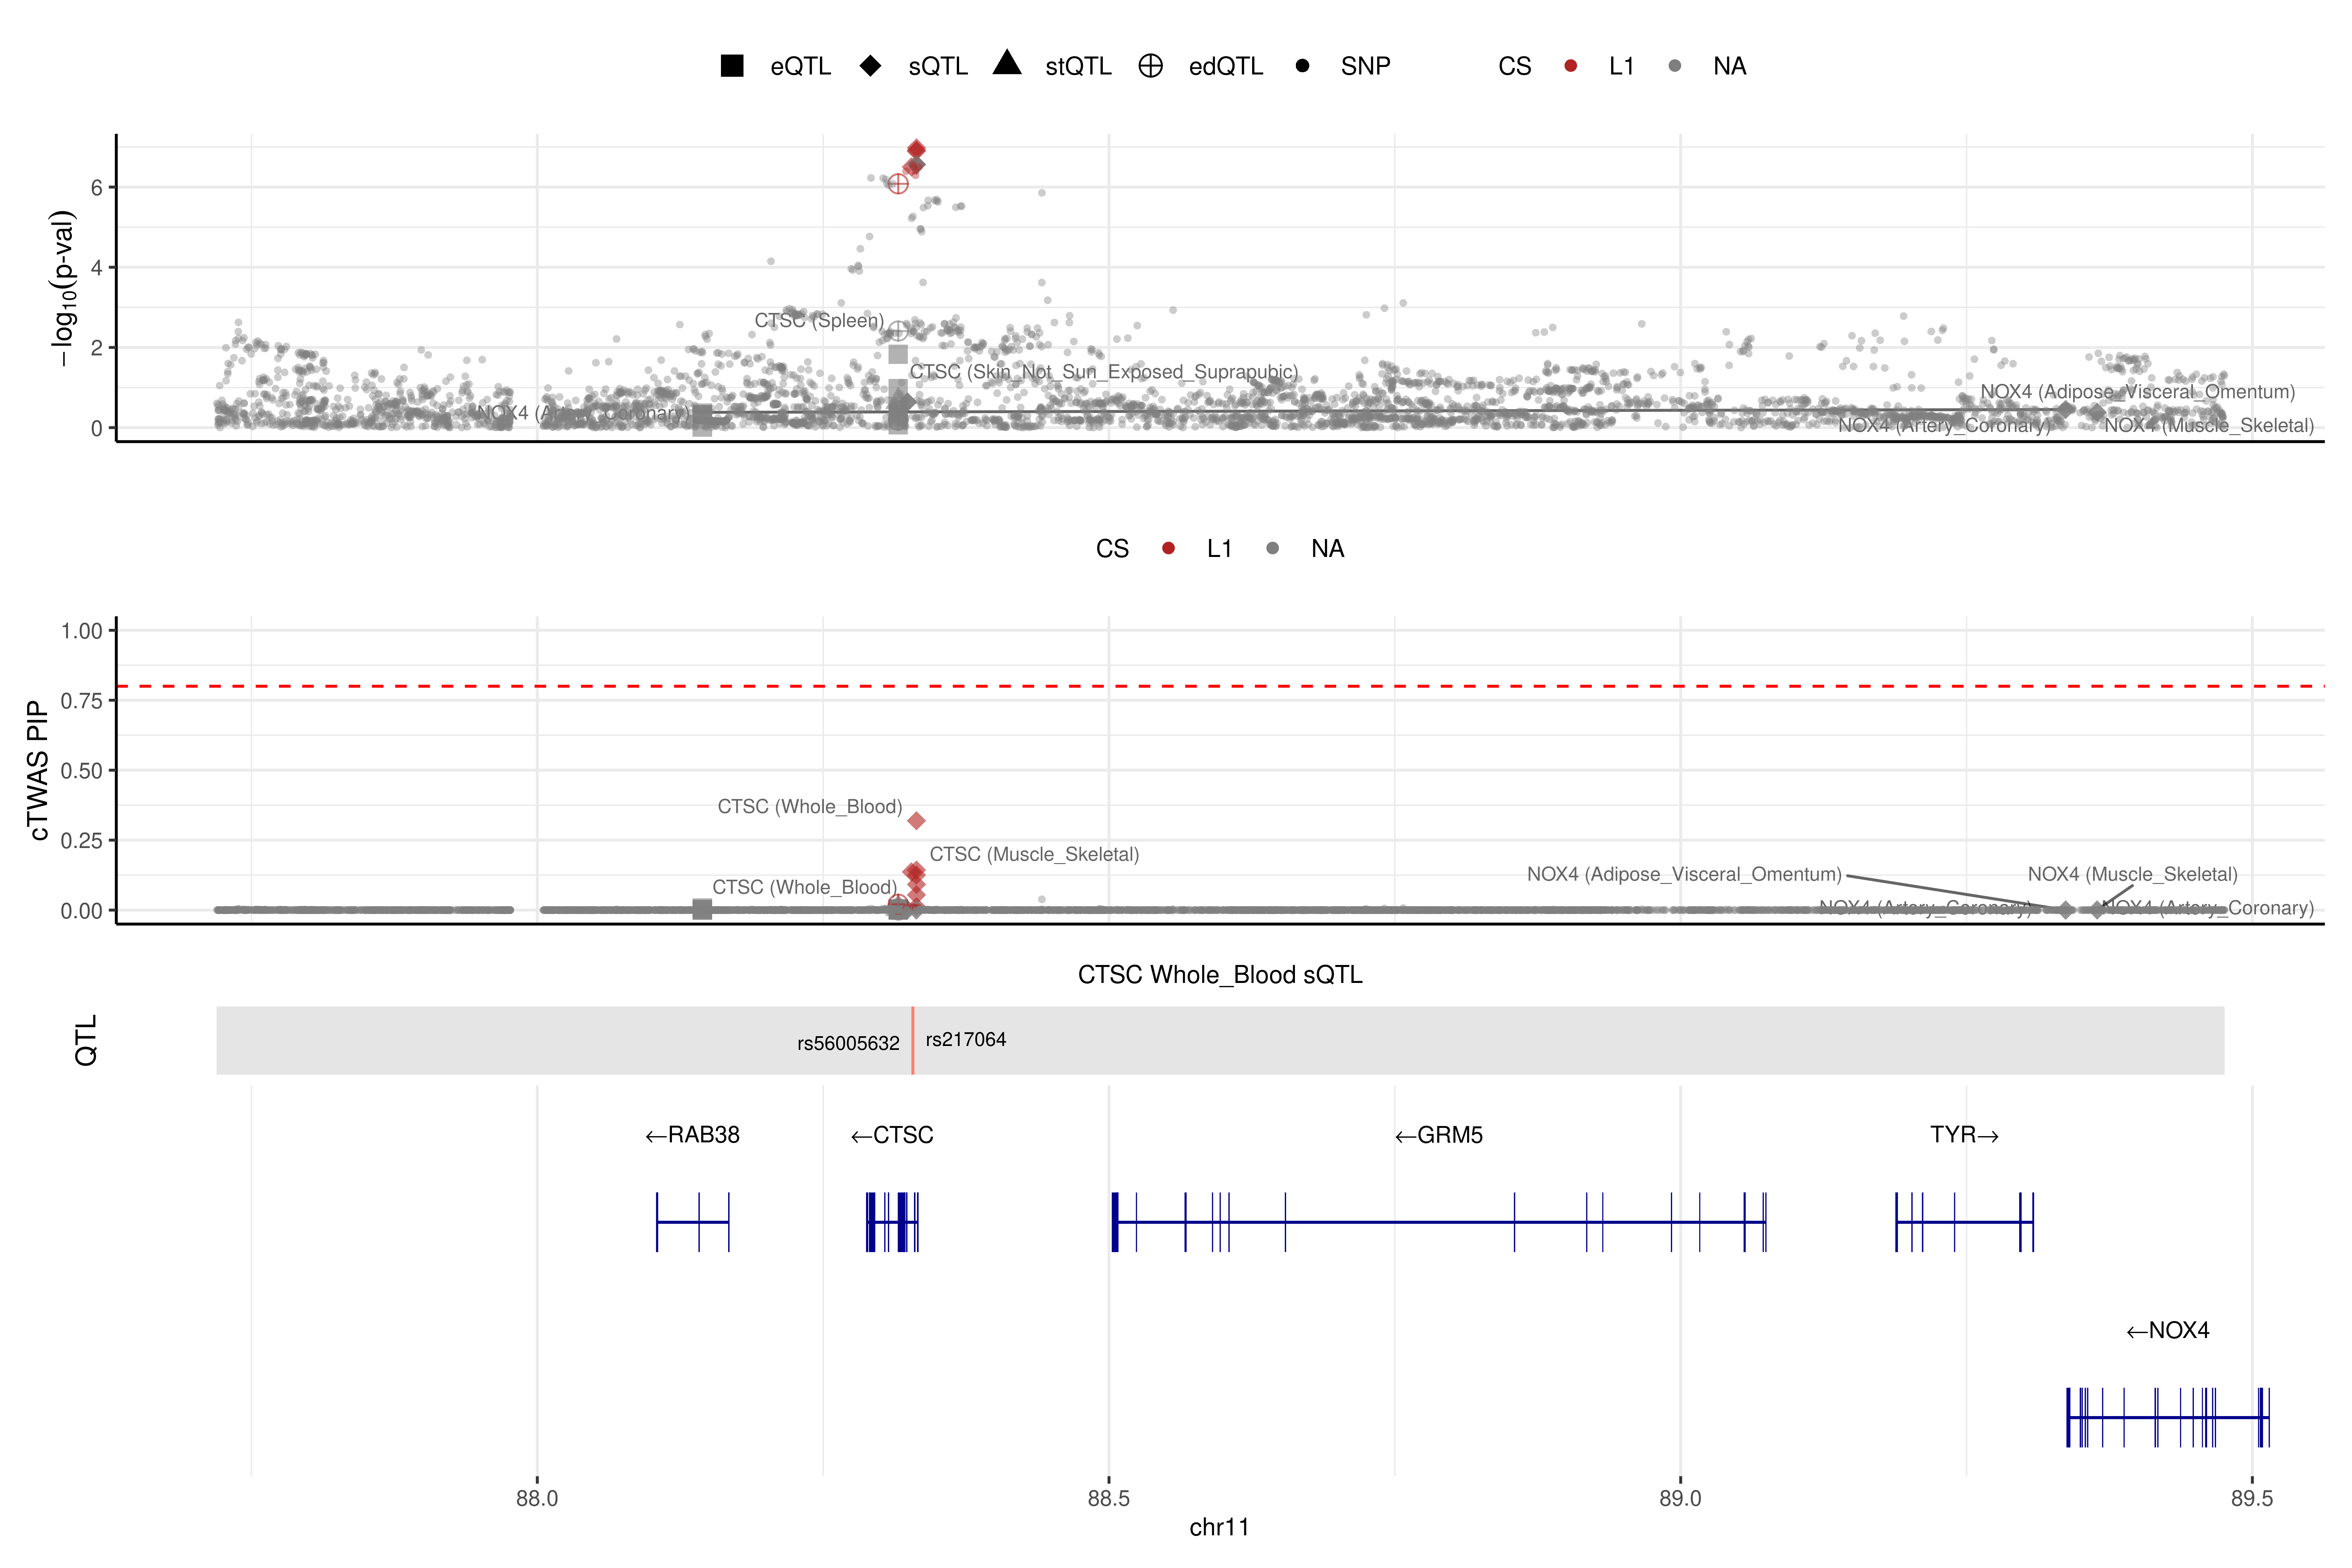 eQTL sQTL stQTL edQTL SNP CS L1 NA
−log10(p-val)
6
4
2
0
CTSC (Spleen)
CTSC (Skin_Not_Sun_Exposed_Suprapubic)
NOX4 (Artery_Coronary)
NOX4 (Adipose_Visceral_Omentum)
NOX4 (Artery_Coronary)
NOX4 (Muscle_Skeletal)
CS L1 NA
cTWAS PIP
1.00
0.75
0.50
0.25
0.00
CTSC (Whole_Blood)
CTSC (Muscle_Skeletal)
CTSC (Whole_Blood)
NOX4 (Adipose_Visceral_Omentum)
NOX4 (Muscle_Skeletal)
NOX4 (Artery_Coronary)
NOX4 (Artery_Coronary)
CTSC Whole_Blood sQTL
QTL
rs56005632 rs217064
←RAB38 ←CTSC ←GRM5 TYR→
←NOX4
88.0 88.5 89.0 89.5
chr11